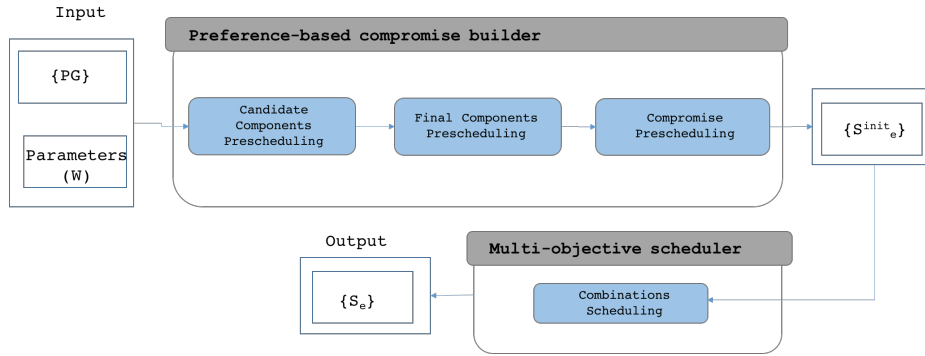 Input
Preference-based compromise builder
{PG}
Parameters
(W)
Candidate
Components
Prescheduling
Final Components
Prescheduling
Compromise
Prescheduling
{S^init_e}
Output
Multi-objective scheduler
{S_e}
Combinations
Scheduling